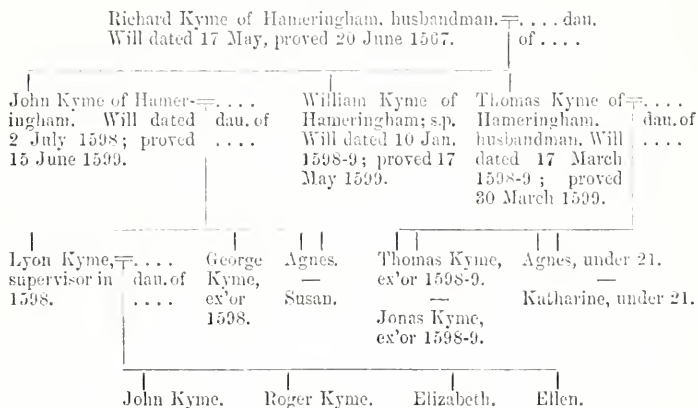 Richard Kyme of Hameringham, husbandman.=. . . . dau.
Will dated 17 May, proved 20 June 1567. of . . . .
John Kyme of Hamer-=. . . .
ingham. Will dated dau. of
2 July 1598; proved . . . .
15 June 1599.
William Kyme of
Hameringham; s.p.
Will dated 10 Jan.
1598-9; proved 17
May 1599.
Thomas Kyme of=. . . .
Hameringham. dau. of
husbandman. Will . . . .
dated 17 March
1598-9 ; proved
30 March 1599.
Lyon Kyme,=. . . .
supervisor in dau. of
1598. . . . .
George
Kyme,
ex'or
1598.
Agnes.
—
Susan.
Thomas Kyme,
ex'or 1598-9.
—
Jonas Kyme,
ex'or 1598-9.
Agnes, under 21.
—
Katharine, under 21.
John Kyme. Roger Kyme. Elizabeth. Ellen.